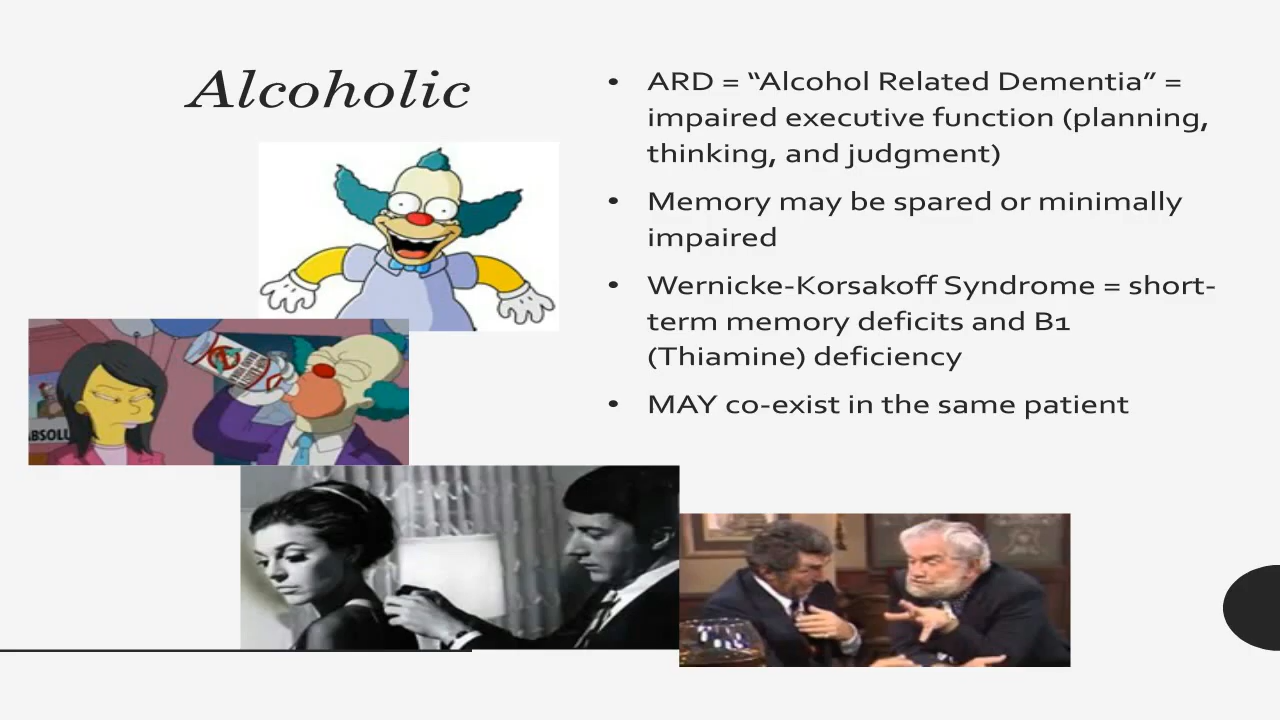 Alcoholic
• ARD = “Alcohol Related Dementia” =
impaired executive function (planning,
thinking, and judgment)
• Memory may be spared or minimally
impaired
• Wernicke-Korsakoff Syndrome = short-
term memory deficits and B1
(Thiamine) deficiency
• MAY co-exist in the same patient
ABSOLU